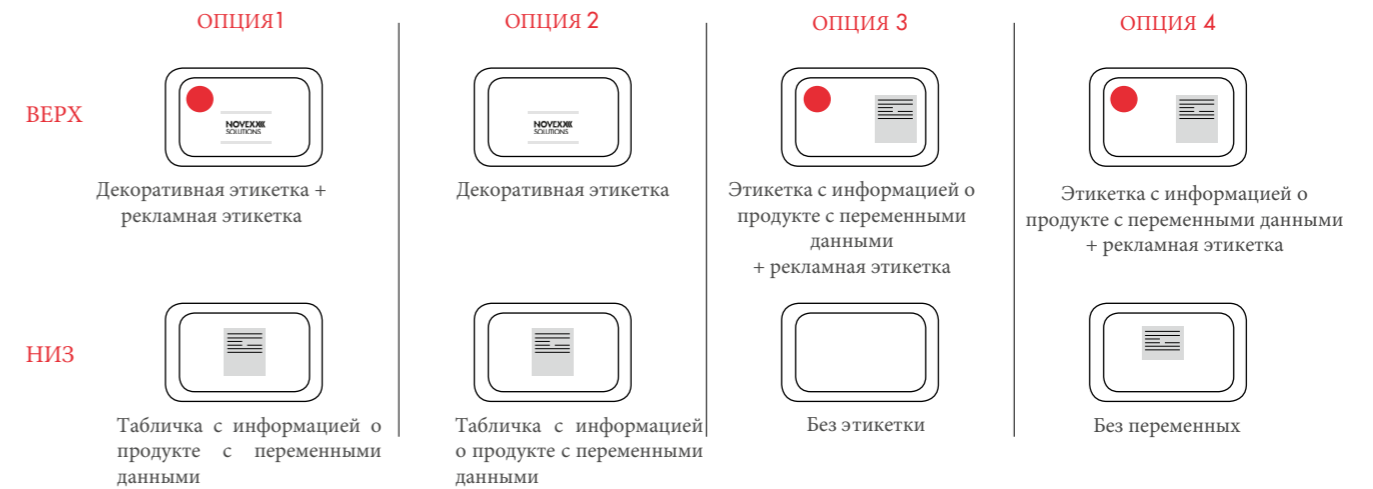 ОПЦИЯ1
ОПЦИЯ 2
ОПЦИЯ 3
ОПЦИЯ 4
ВЕРХ
NOVEXX
SOLUTIONS
NOVEXX
SOLUTIONS
Декоративная этикетка +
рекламная этикетка
Декоративная этикетка
Этикетка с информацией о
продукте с переменными
данными
+ рекламная этикетка
Этикетка с информацией о
продукте с переменными данными
+ рекламная этикетка
НИЗ
Табличка с информацией о
продукте с переменными
данными
Табличка с информацией
о продукте с переменными
данными
Без этикетки
Без переменных